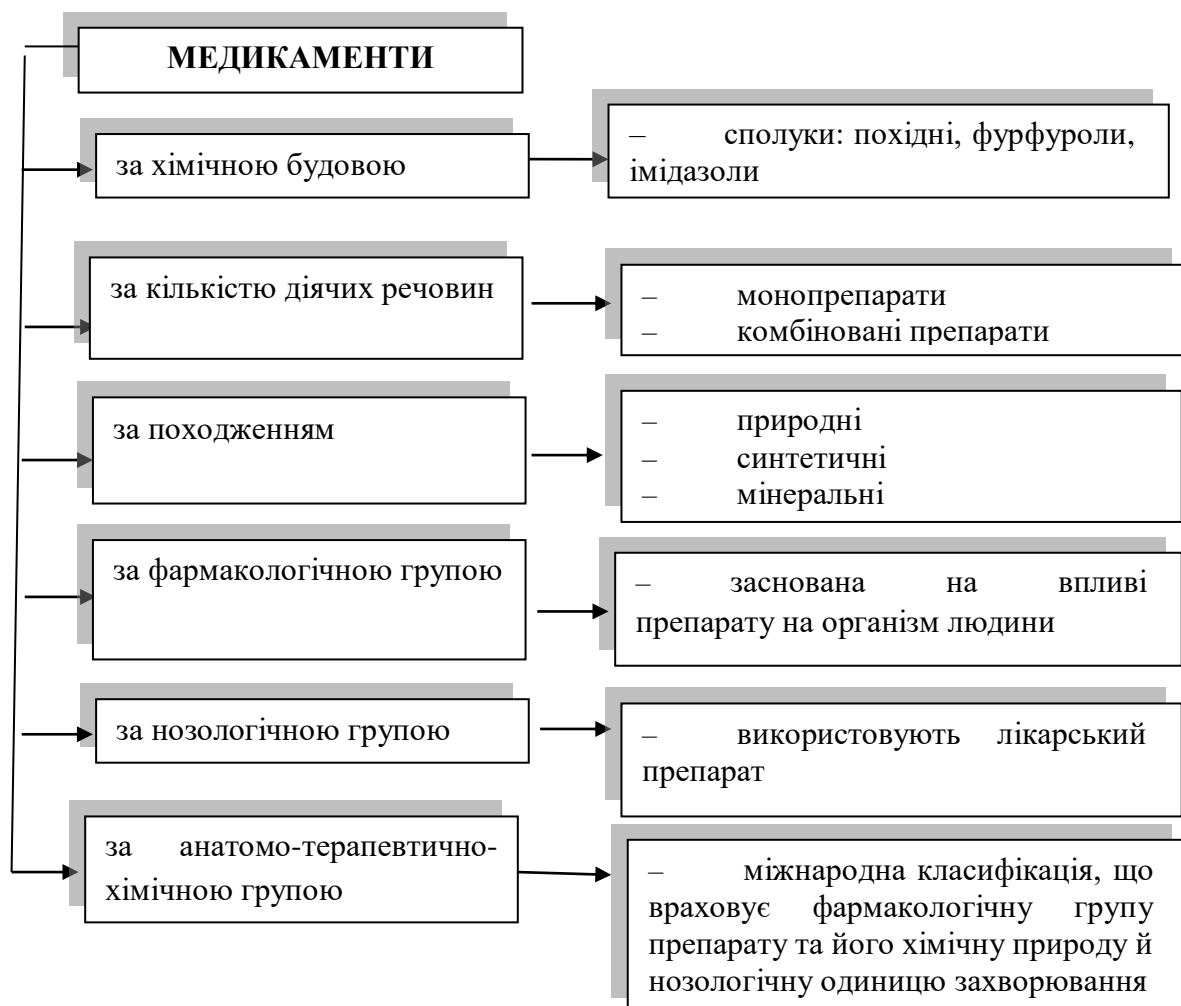 МЕДИКАМЕНТИ
за хімічною будовою
– сполуки: похідні, фурфуроли,
імідазоли
за кількістю діячих речовин
– монопрепарати
– комбіновані препарати
за походженням
– природні
– синтетичні
– мінеральні
за фармакологічною групою
– заснована на впливі
препарату на організм людини
за нозологічною групою
– використовують лікарський
препарат
за анатомо-терапевтично-
хімічною групою
– міжнародна класифікація, що
враховує фармакологічну групу
препарату та його хімічну природу й
нозологічну одиницю захворювання